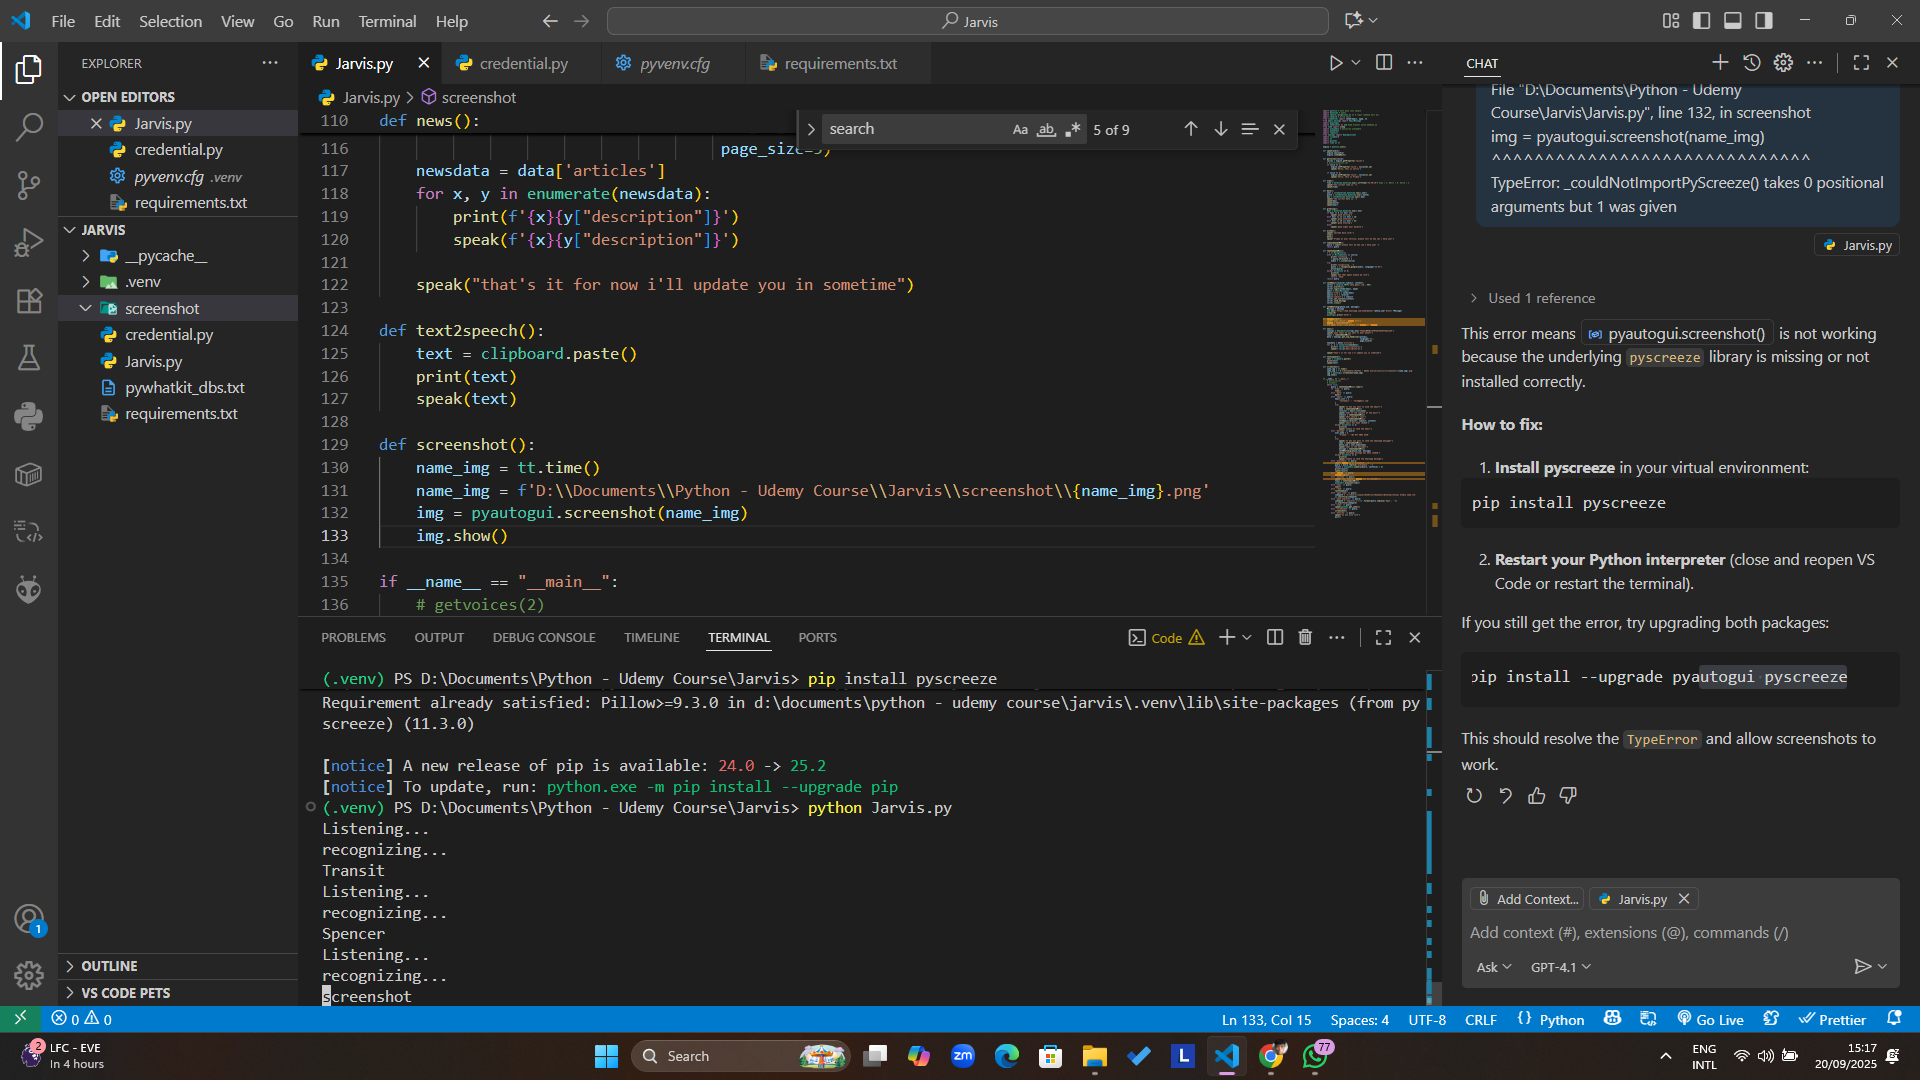 File Edit Selection View Go Run Terminal Help
Jarvis
EXPLORER
OPEN EDITORS
Jarvis.py
credential.py
pyvenv.cfg .venv
requirements.txt
JARVIS
__pycache__
.venv
screenshot
credential.py
Jarvis.py
pywhatkit_dbs.txt
requirements.txt
OUTLINE
VS CODE PETS
Jarvis.py credential.py pyvenv.cfg requirements.txt
Jarvis.py > screenshot
search Aa ab .* 5 of 9
110 def news():
116 page_size=5)
117 newsdata = data['articles']
118 for x, y in enumerate(newsdata):
119 print(f'{x}{y["description"]}')
120 speak(f'{x}{y["description"]}')
121
122 speak("that's it for now i'll update you in sometime")
123
124 def text2speech():
125 text = clipboard.paste()
126 print(text)
127 speak(text)
128
129 def screenshot():
130 name_img = tt.time()
131 name_img = f'D:\\Documents\\Python - Udemy Course\\Jarvis\\screenshot\\{name_img}.png'
132 img = pyautogui.screenshot(name_img)
133 img.show()
134
135 if __name__ == "__main__":
136 # getvoices(2)
PROBLEMS OUTPUT DEBUG CONSOLE TIMELINE TERMINAL PORTS
Code
(.venv) PS D:\Documents\Python - Udemy Course\Jarvis> pip install pyscreeze
Requirement already satisfied: Pillow>=9.3.0 in d:\documents\python - udemy course\jarvis\.venv\lib\site-packages (from py
screeze) (11.3.0)
[notice] A new release of pip is available: 24.0 -> 25.2
[notice] To update, run: python.exe -m pip install --upgrade pip
(.venv) PS D:\Documents\Python - Udemy Course\Jarvis> python Jarvis.py
Listening...
recognizing...
Transit
Listening...
recognizing...
Spencer
Listening...
recognizing...
screenshot
CHAT
File "D:\Documents\Python - Udemy
Course\Jarvis\Jarvis.py", line 132, in screenshot
img = pyautogui.screenshot(name_img)
^^^^^^^^^^^^^^^^^^^^^^^^^^^^^^
TypeError: _couldNotImportPyScreeze() takes 0 positional
arguments but 1 was given
Jarvis.py
Used 1 reference
This error means pyautogui.screenshot() is not working
because the underlying pyscreeze library is missing or not
installed correctly.
How to fix:
1. Install pyscreeze in your virtual environment:
pip install pyscreeze
2. Restart your Python interpreter (close and reopen VS
Code or restart the terminal).
If you still get the error, try upgrading both packages:
pip install --upgrade pyautogui pyscreeze
This should resolve the TypeError and allow screenshots to
work.
Add Context... Jarvis.py
Add context (#), extensions (@), commands (/)
Ask GPT-4.1
1
0 0
Ln 133, Col 15 Spaces: 4 UTF-8 CRLF {} Python Go Live Prettier
2
LFC - EVE
In 4 hours
Search
zm
L
77
ENG
INTL
15:17
20/09/2025